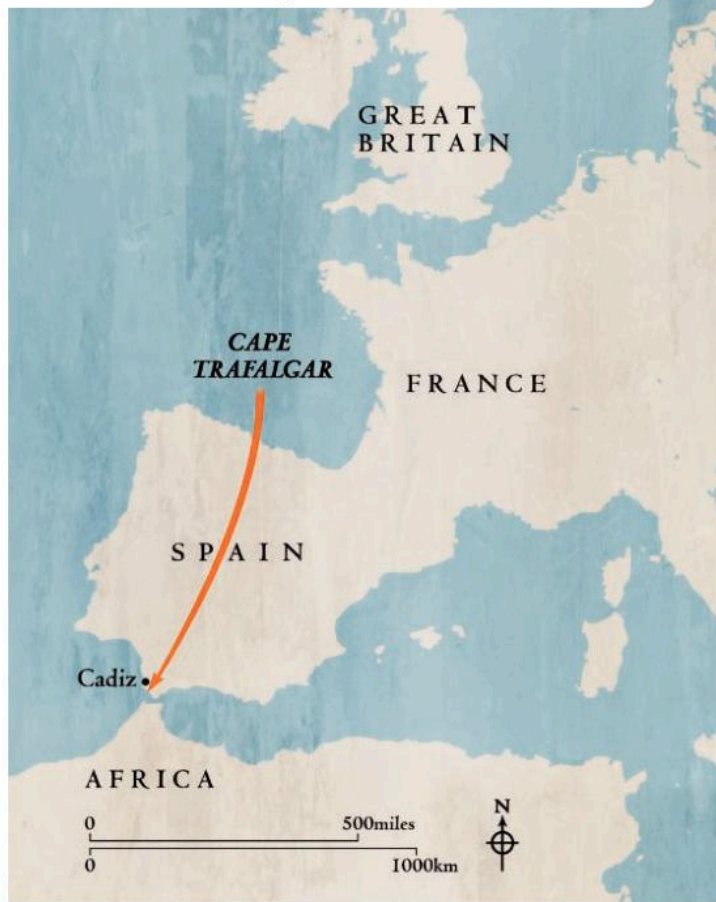 GREAT
BRITAIN
CAPE
TRAFALGAR
FRANCE
SPAIN
Cadiz
AFRICA
0 500miles
0 1000km
N